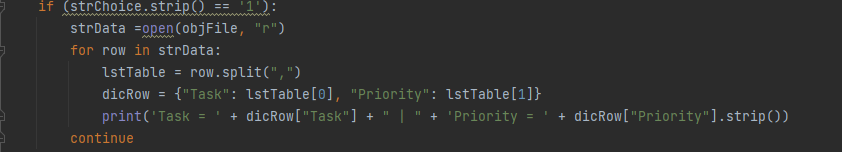 if (strChoice.strip() == '1'):
    strData =open(objFile, "r")
    for row in strData:
        lstTable = row.split(",")
        dicRow = {"Task": lstTable[0], "Priority": lstTable[1]}
        print('Task = ' + dicRow["Task"] + " | " + 'Priority = ' + dicRow["Priority"].strip())
    continue